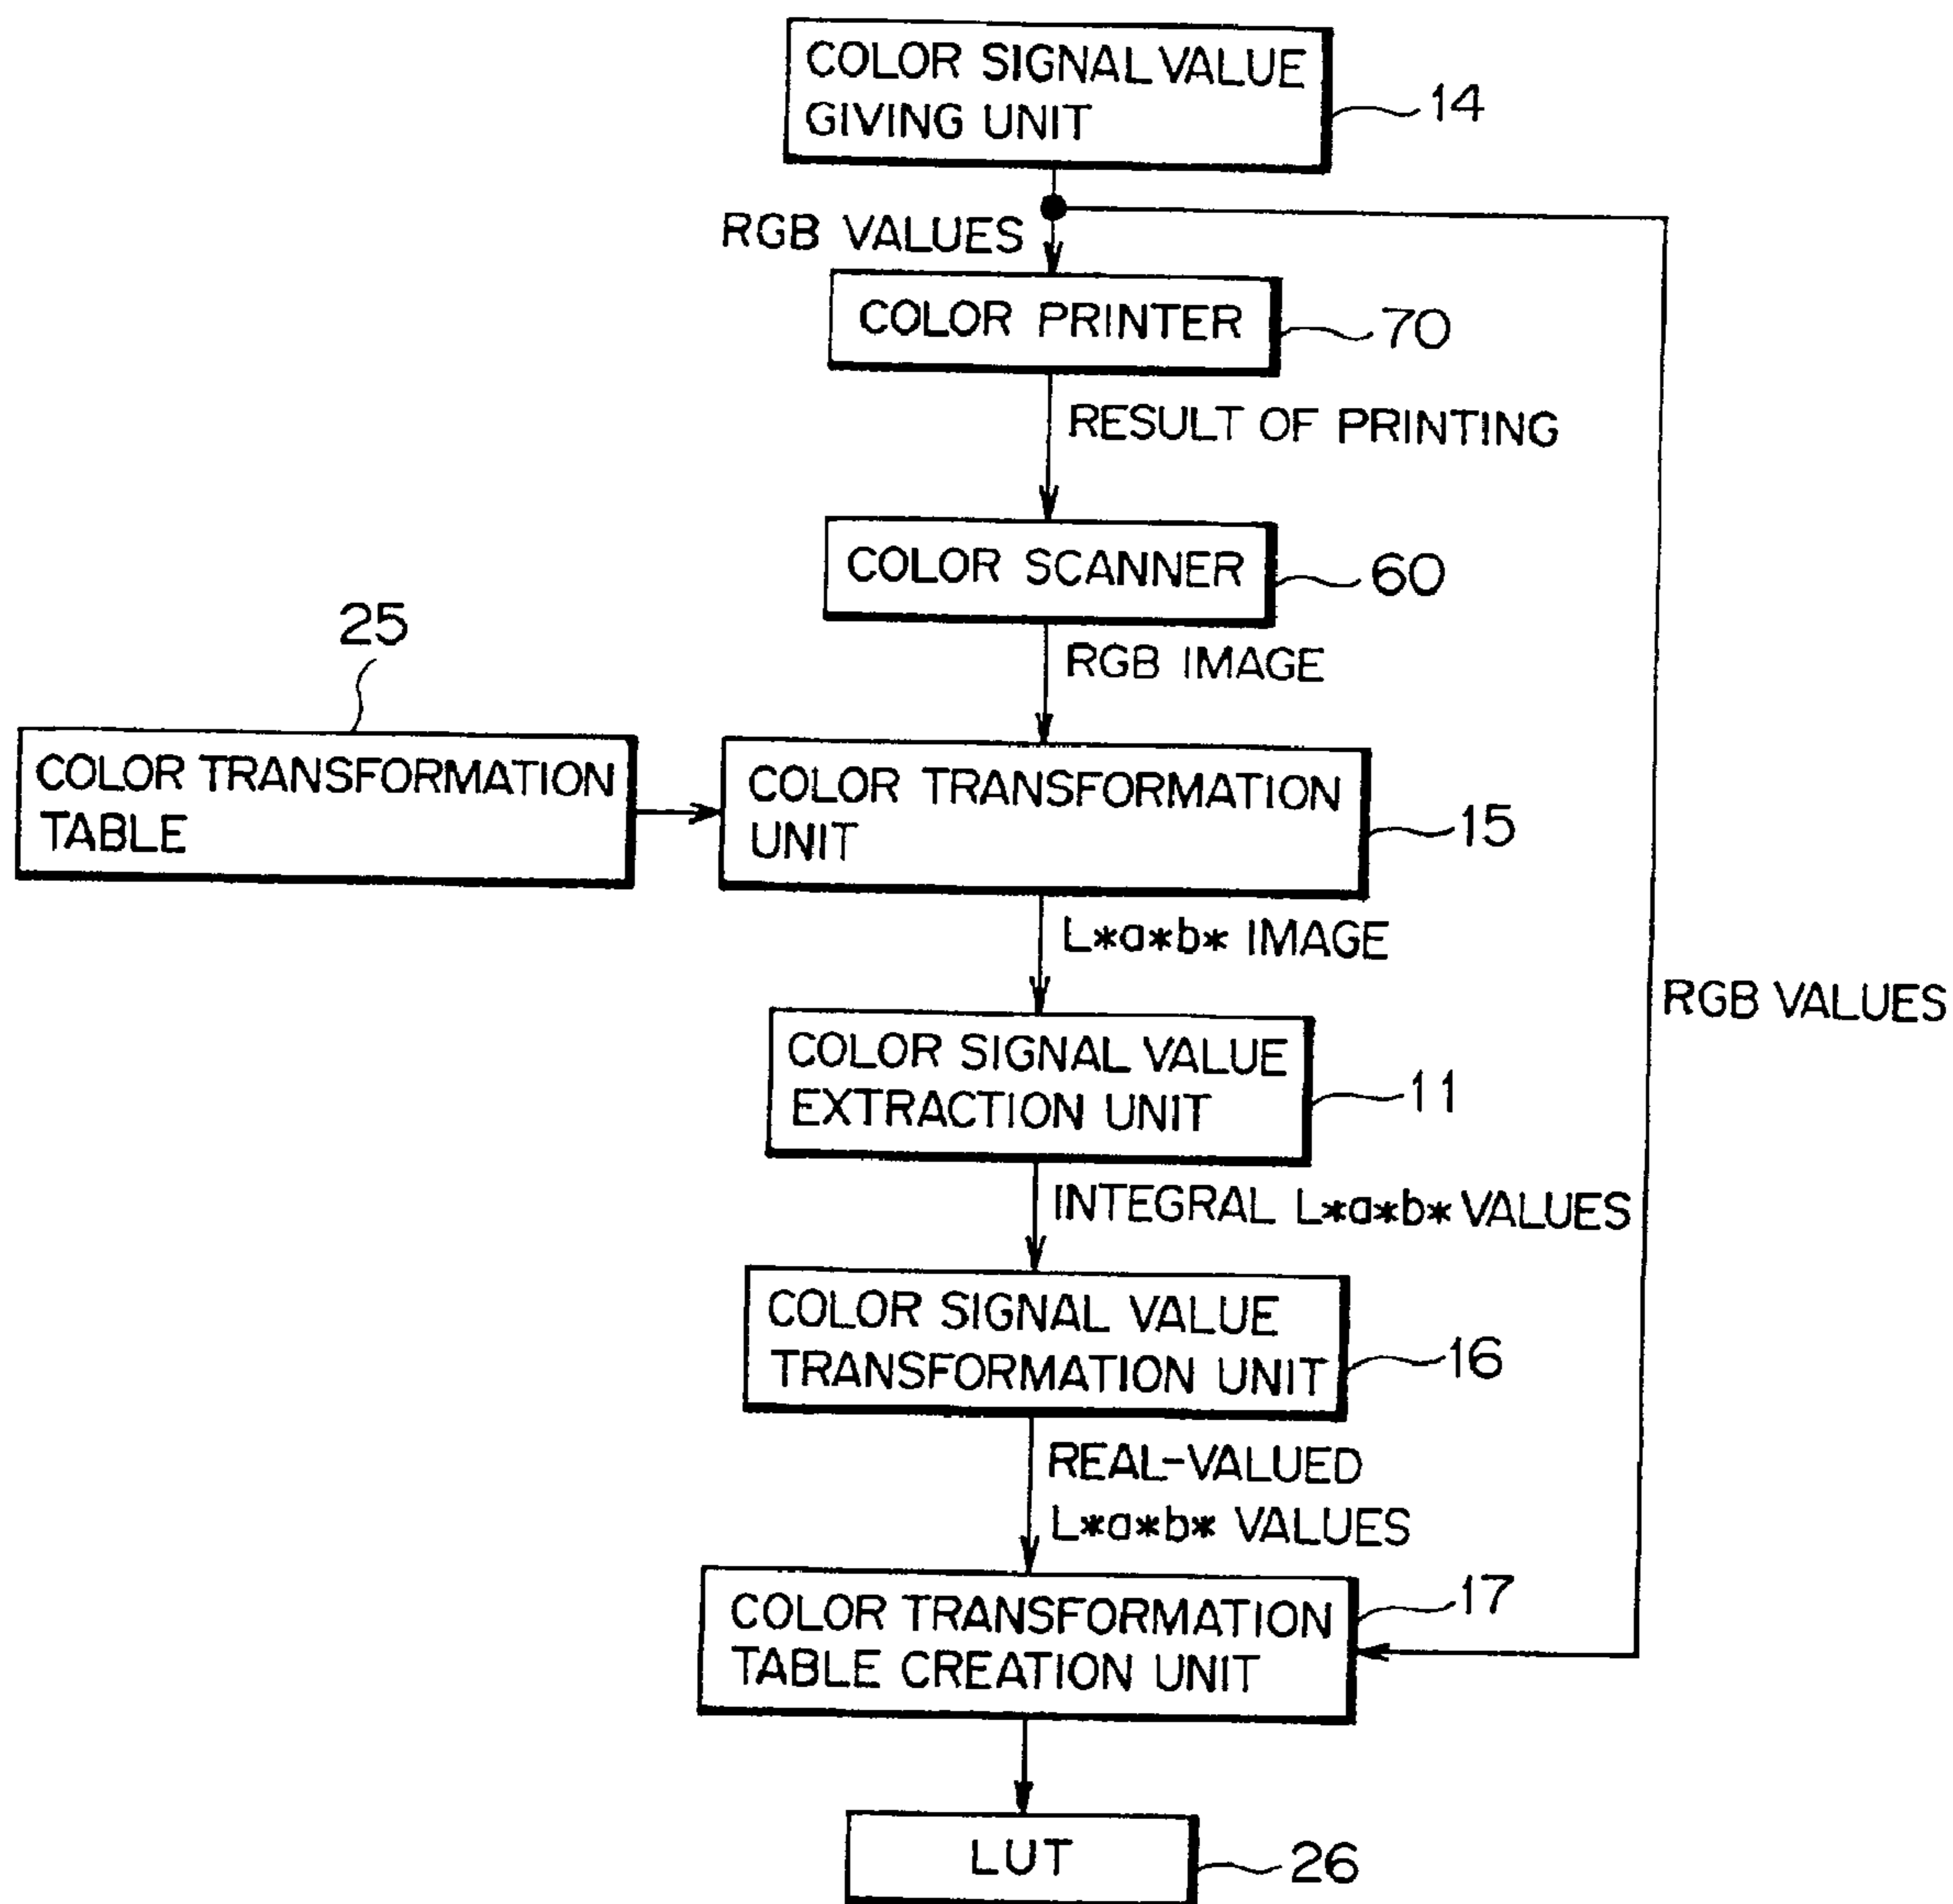 COLOR SIGNAL VALUE
GIVING UNIT
14
RGB VALUES
COLOR PRINTER
70
RESULT OF PRINTING
COLOR SCANNER
60
RGB IMAGE
25
COLOR TRANSFORMATION
TABLE
COLOR TRANSFORMATION
UNIT
15
L*a*b* IMAGE
RGB VALUES
COLOR SIGNAL VALUE
EXTRACTION UNIT
11
INTEGRAL L*a*b* VALUES
COLOR SIGNAL VALUE
TRANSFORMATION UNIT
16
REAL-VALUED
L*a*b* VALUES
COLOR TRANSFORMATION
TABLE CREATION UNIT
17
LUT
26